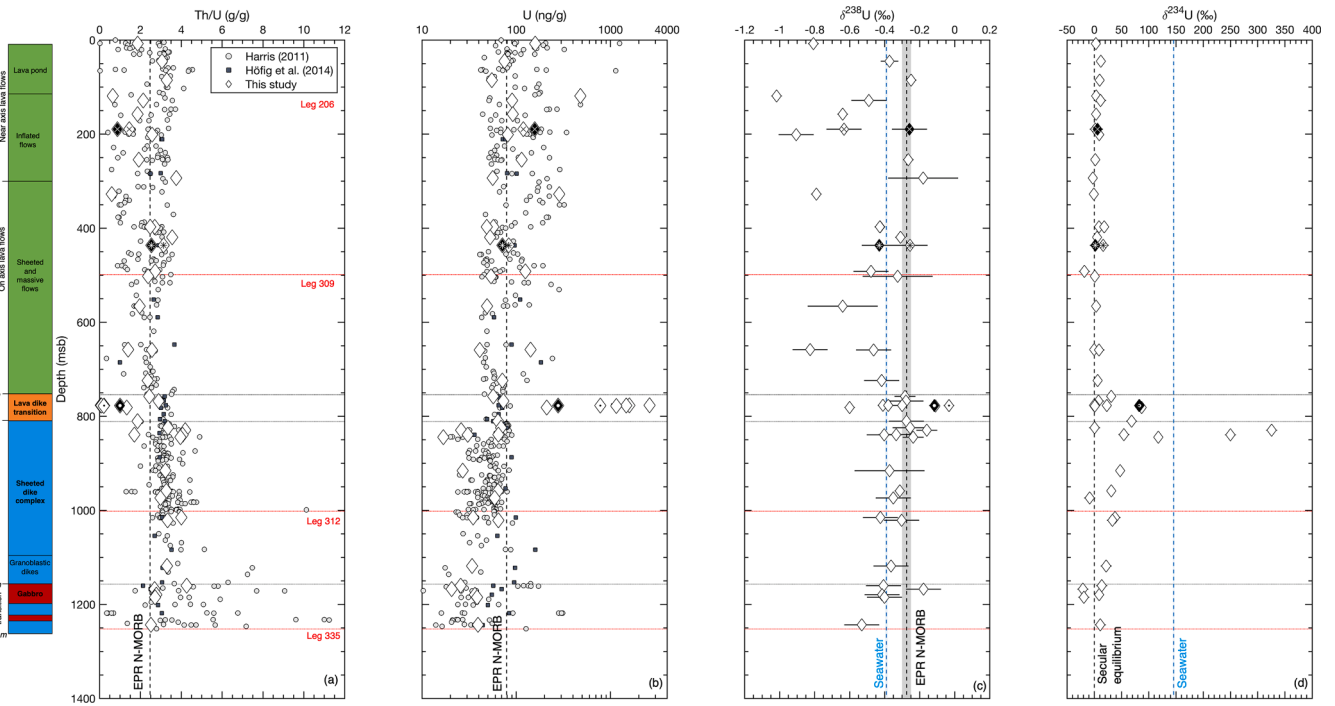 Th/U (g/g)
U (ng/g)
δ238U (‰)
δ234U (‰)
0 2 4 6 8 10 12
10 100 1000 4000
-1.2 -1 -0.8 -0.6 -0.4 -0.2 0 0.2
-50 0 50 100 150 200 250 300 350 400
0
200
400
600
800
1000
1200
1400
Depth (msb)
Near axis lava flows
On axis lava flows
Lava pond
Inflated flows
Sheeted and massive flows
Lava dike transition
Sheeted dike complex
Granoblastic dikes
Gabbro
Harris (2011)
Höfig et al. (2014)
This study
Leg 206
Leg 309
Leg 312
Leg 335
EPR N-MORB
(a)
EPR N-MORB
(b)
Seawater
EPR N-MORB
(c)
Secular equilibrium
Seawater
(d)